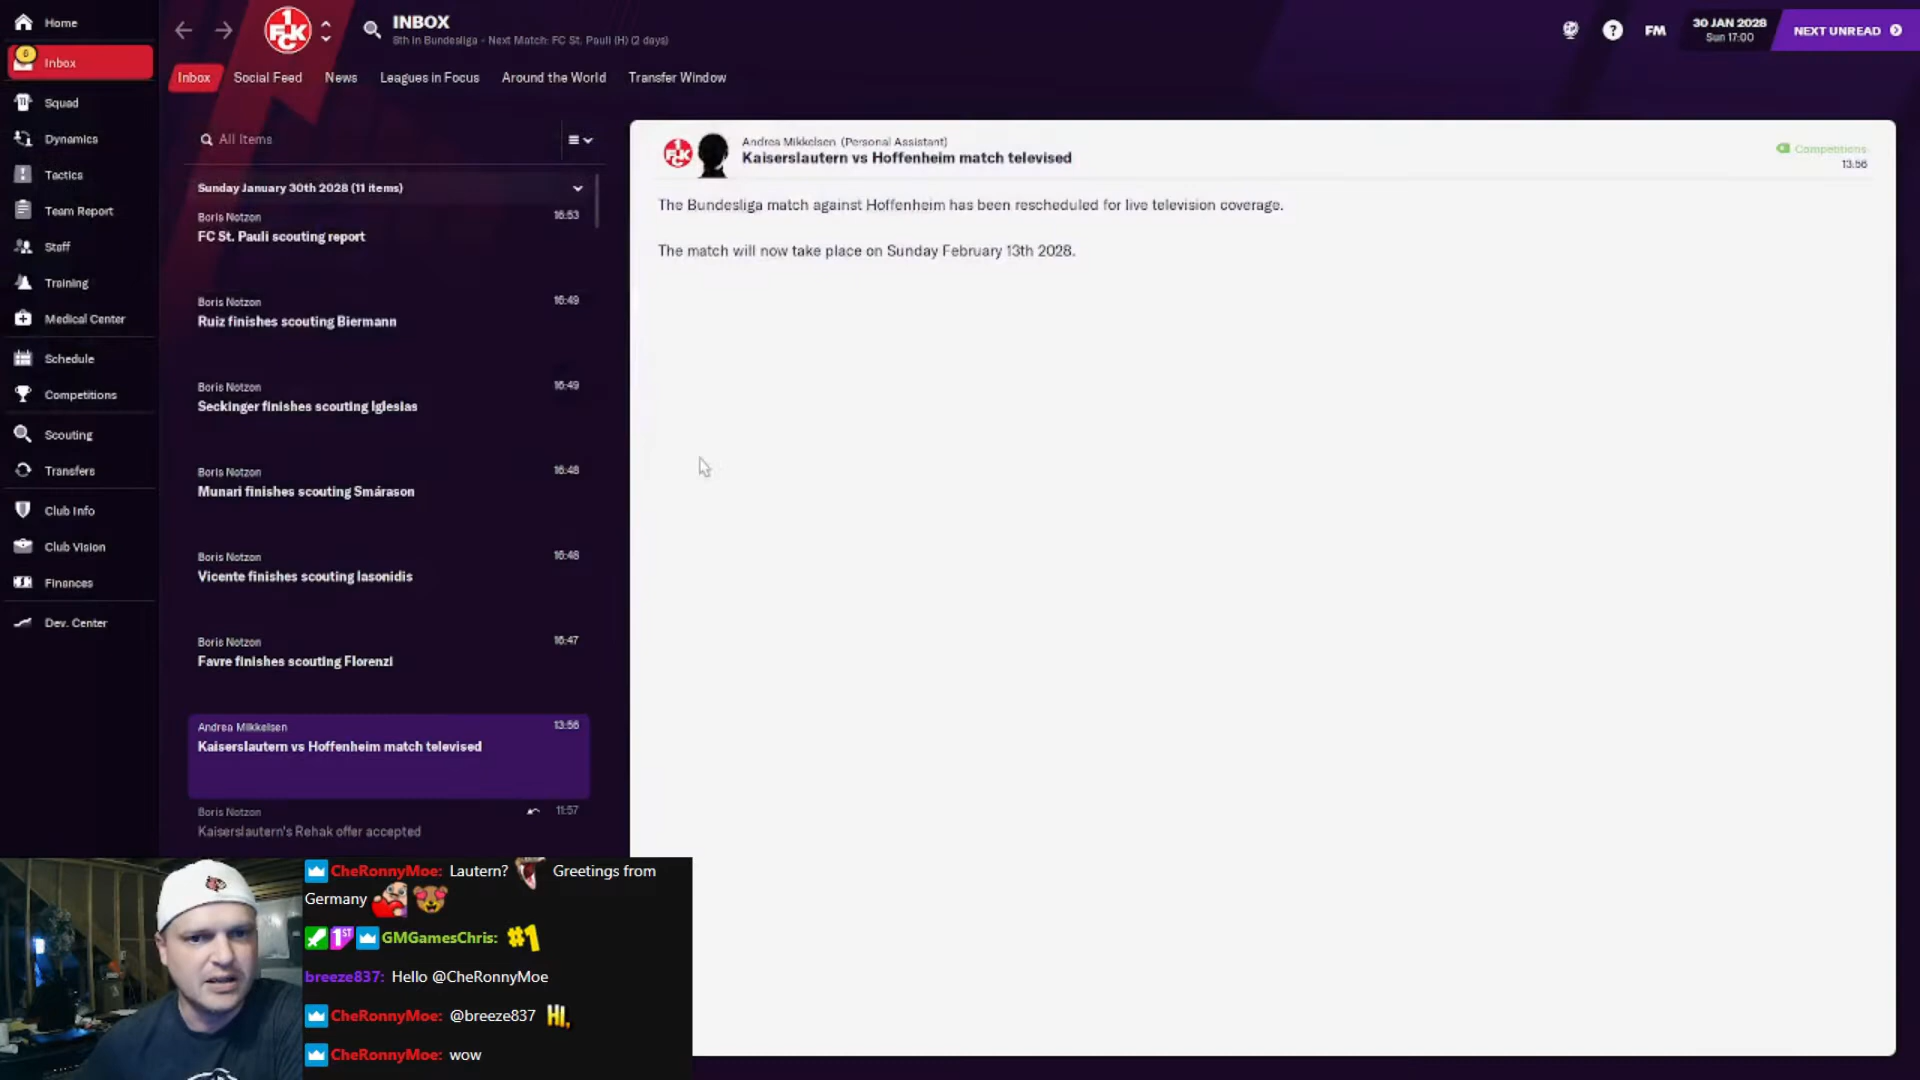 Home
Inbox
6
Squad
Dynamics
Tactics
Team Report
Staff
Training
Medical Center
Schedule
Competitions
Scouting
Transfers
Club Info
Club Vision
Finances
Dev. Center
1
FCK
INBOX
8th in Bundesliga - Next Match: FC St. Pauli (H) (2 days)
FM
30 JAN 2028
Sun 17:00
NEXT UNREAD
Inbox
Social Feed
News
Leagues in Focus
Around the World
Transfer Window
All Items
Sunday January 30th 2028 (11 items)
Boris Notzon 16:53
FC St. Pauli scouting report
Boris Notzon 16:49
Ruiz finishes scouting Biermann
Boris Notzon 16:49
Seckinger finishes scouting Iglesias
Boris Notzon 16:48
Munari finishes scouting Smárason
Boris Notzon 16:48
Vicente finishes scouting Iasonidis
Boris Notzon 16:47
Favre finishes scouting Florenzi
Andrea Mikkelsen 13:56
Kaiserslautern vs Hoffenheim match televised
Boris Notzon 11:57
Kaiserslautern's Rehak offer accepted
Andrea Mikkelsen (Personal Assistant)
Kaiserslautern vs Hoffenheim match televised
Competitions
13:56
The Bundesliga match against Hoffenheim has been rescheduled for live television coverage.
The match will now take place on Sunday February 13th 2028.
CheRonnyMoe: Lautern? Greetings from
Germany
1ST GMGamesChris: #1
breeze837: Hello @CheRonnyMoe
CheRonnyMoe: @breeze837 HI,
CheRonnyMoe: wow